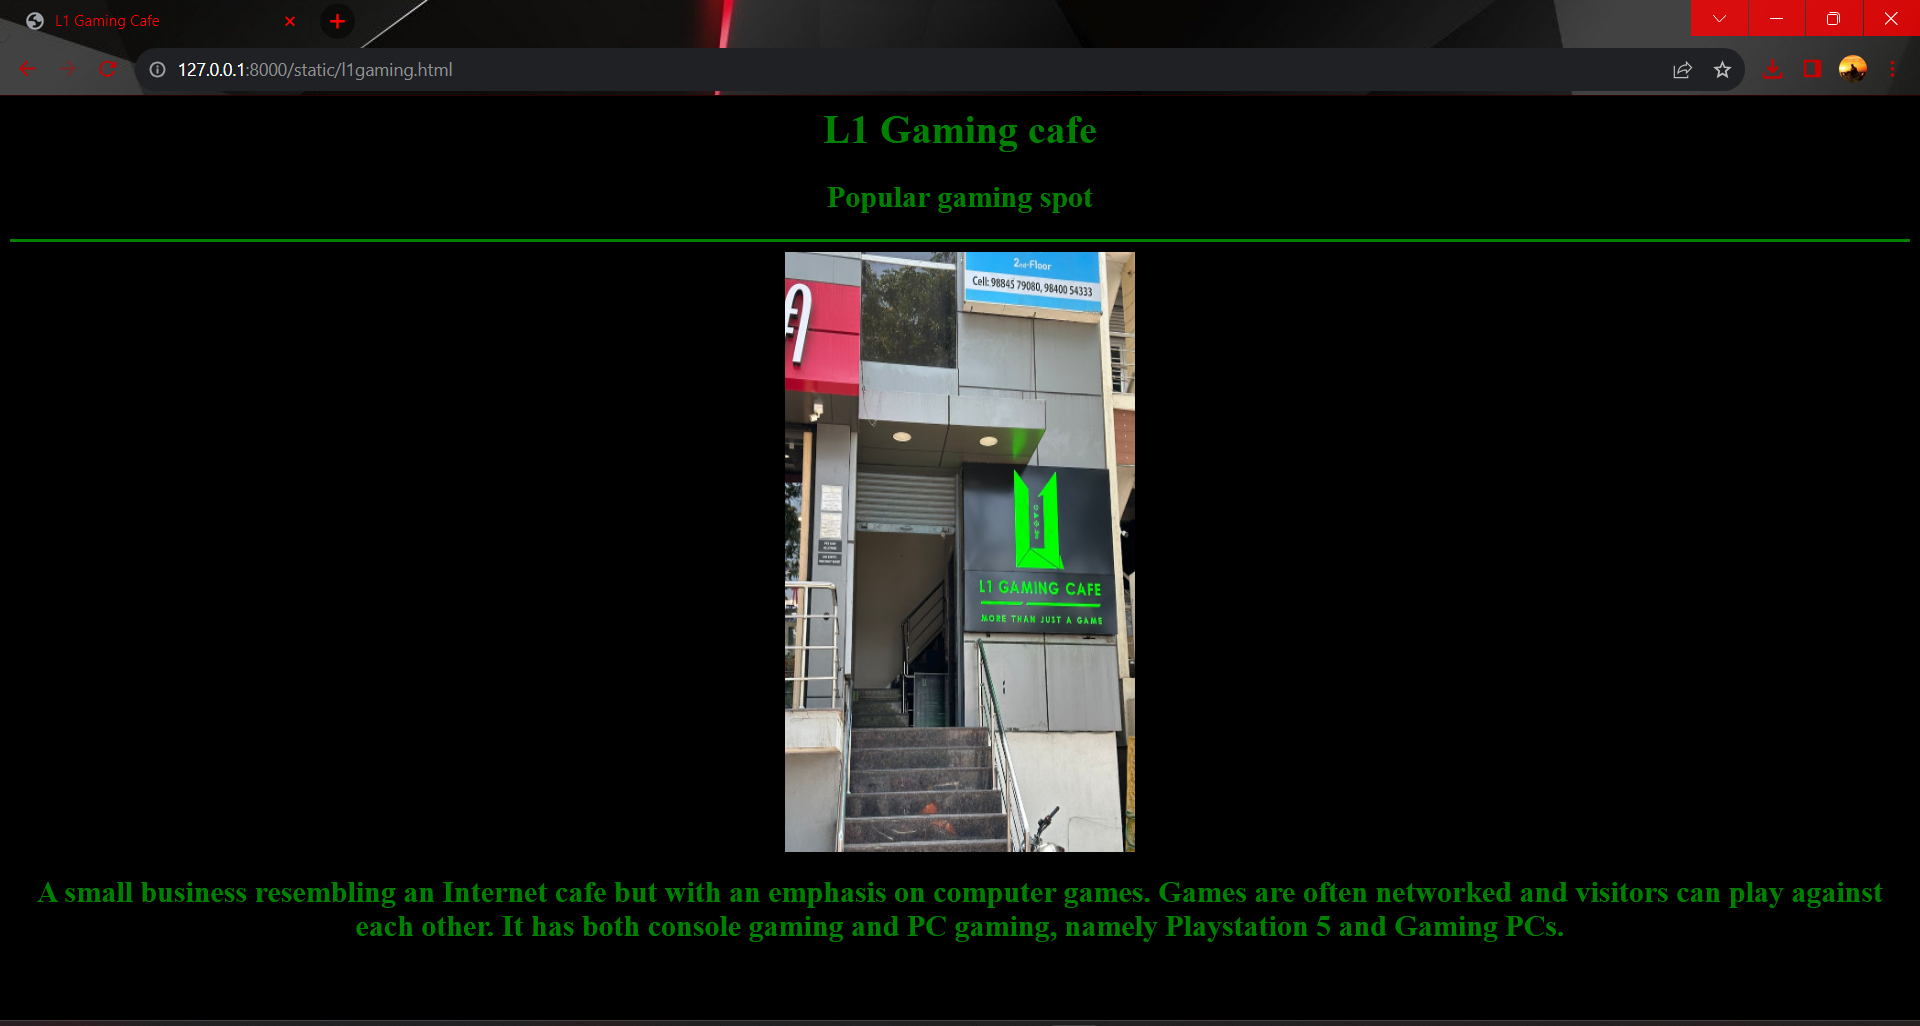 L1 Gaming Cafe
127.0.0.1:8000/static/l1gaming.html
L1 Gaming cafe
Popular gaming spot
2nd-Floor
Cell: 98845 79080, 98400 54333
L1 GAMING CAFE
MORE THAN JUST A GAME
A small business resembling an Internet cafe but with an emphasis on computer games. Games are often networked and visitors can play against
each other. It has both console gaming and PC gaming, namely Playstation 5 and Gaming PCs.